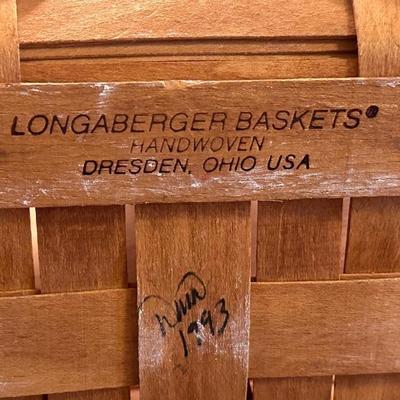 LONGABERGER BASKETS®
HANDWOVEN
DRESDEN, OHIO USA
1993